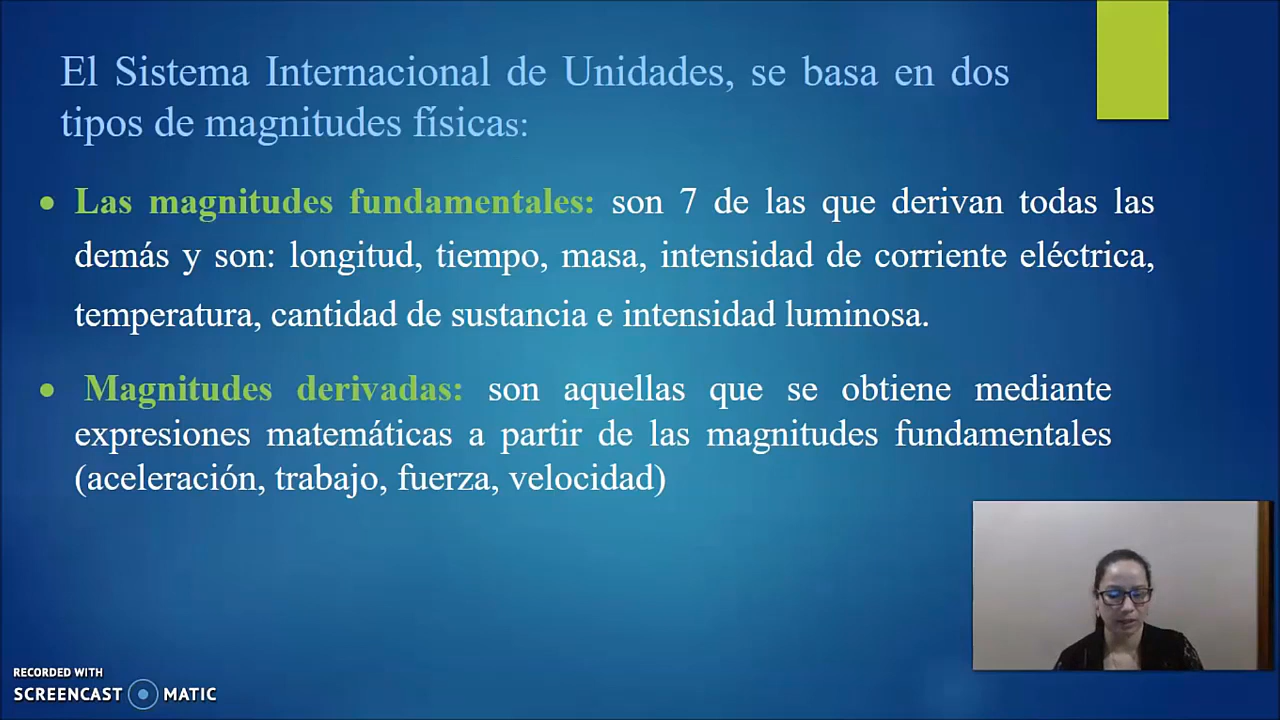 El Sistema Internacional de Unidades, se basa en dos
tipos de magnitudes físicas:
• Las magnitudes fundamentales: son 7 de las que derivan todas las
demás y son: longitud, tiempo, masa, intensidad de corriente eléctrica,
temperatura, cantidad de sustancia e intensidad luminosa.
• Magnitudes derivadas: son aquellas que se obtiene mediante
expresiones matemáticas a partir de las magnitudes fundamentales
(aceleración, trabajo, fuerza, velocidad)
RECORDED WITH
SCREENCAST MATIC